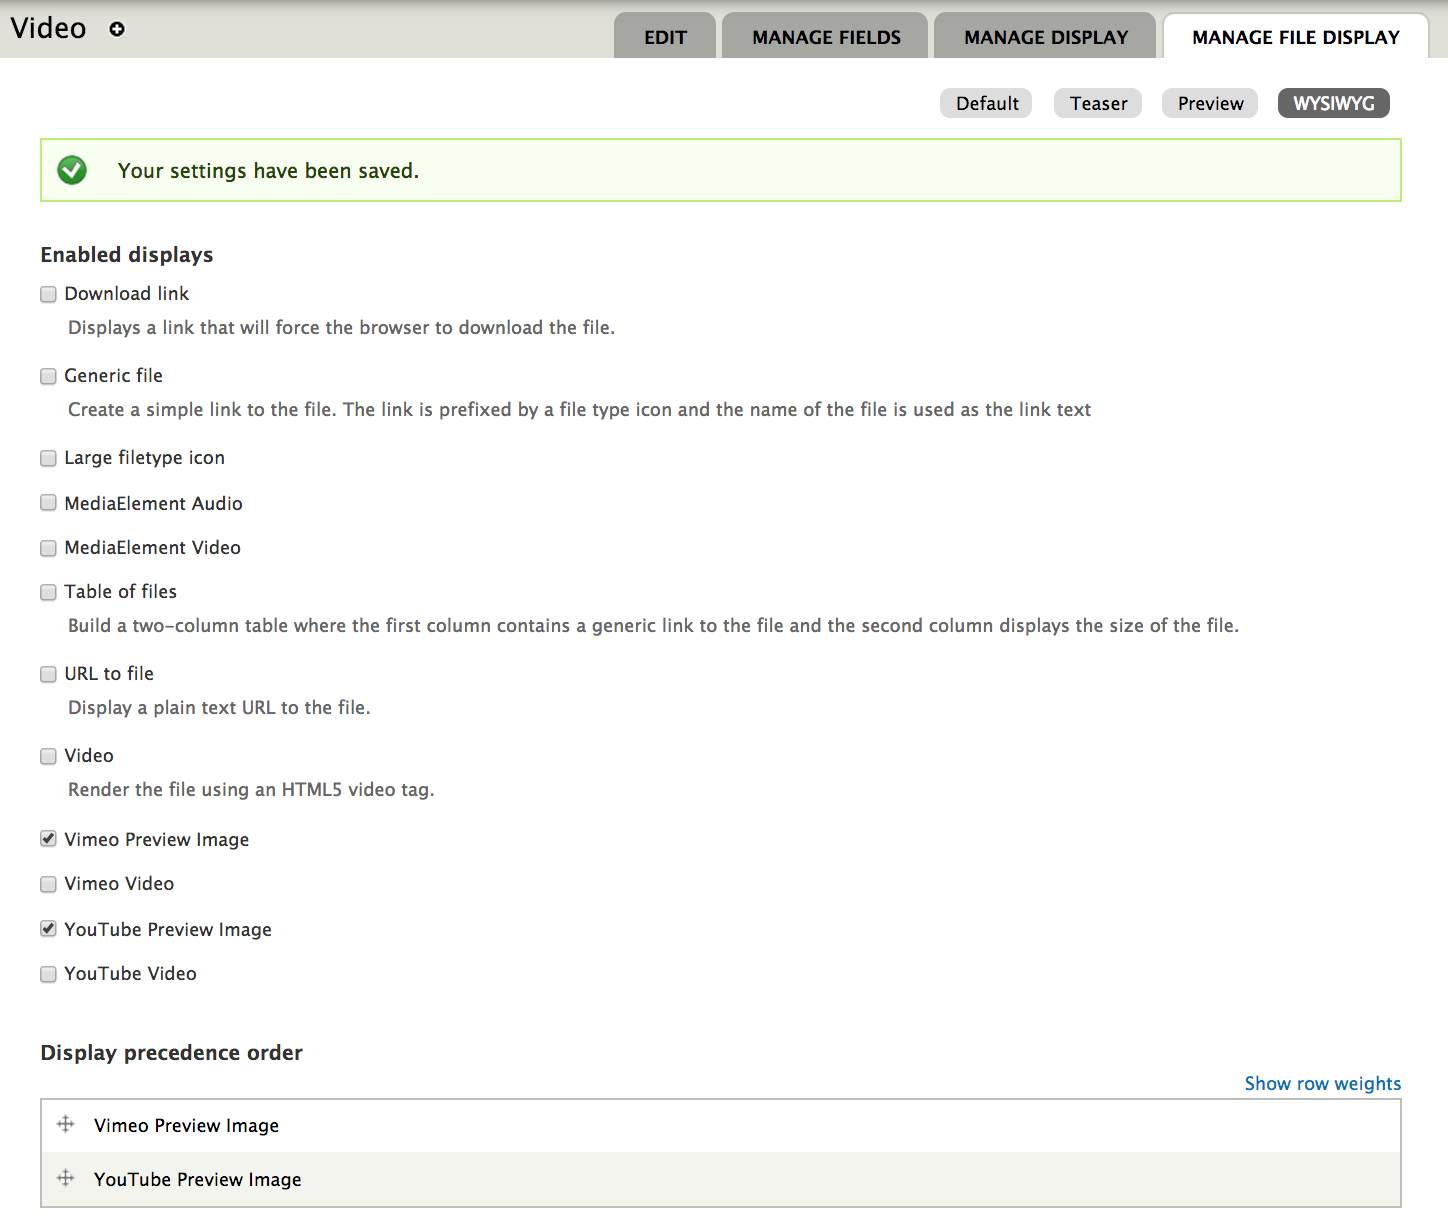 Video
EDIT
MANAGE FIELDS
MANAGE DISPLAY
MANAGE FILE DISPLAY
Default
Teaser
Preview
WYSIWYG
Your settings have been saved.
Enabled displays
Download link
Displays a link that will force the browser to download the file.
Generic file
Create a simple link to the file. The link is prefixed by a file type icon and the name of the file is used as the link text
Large filetype icon
MediaElement Audio
MediaElement Video
Table of files
Build a two-column table where the first column contains a generic link to the file and the second column displays the size of the file.
URL to file
Display a plain text URL to the file.
Video
Render the file using an HTML5 video tag.
Vimeo Preview Image
Vimeo Video
YouTube Preview Image
YouTube Video
Display precedence order
Show row weights
Vimeo Preview Image
YouTube Preview Image